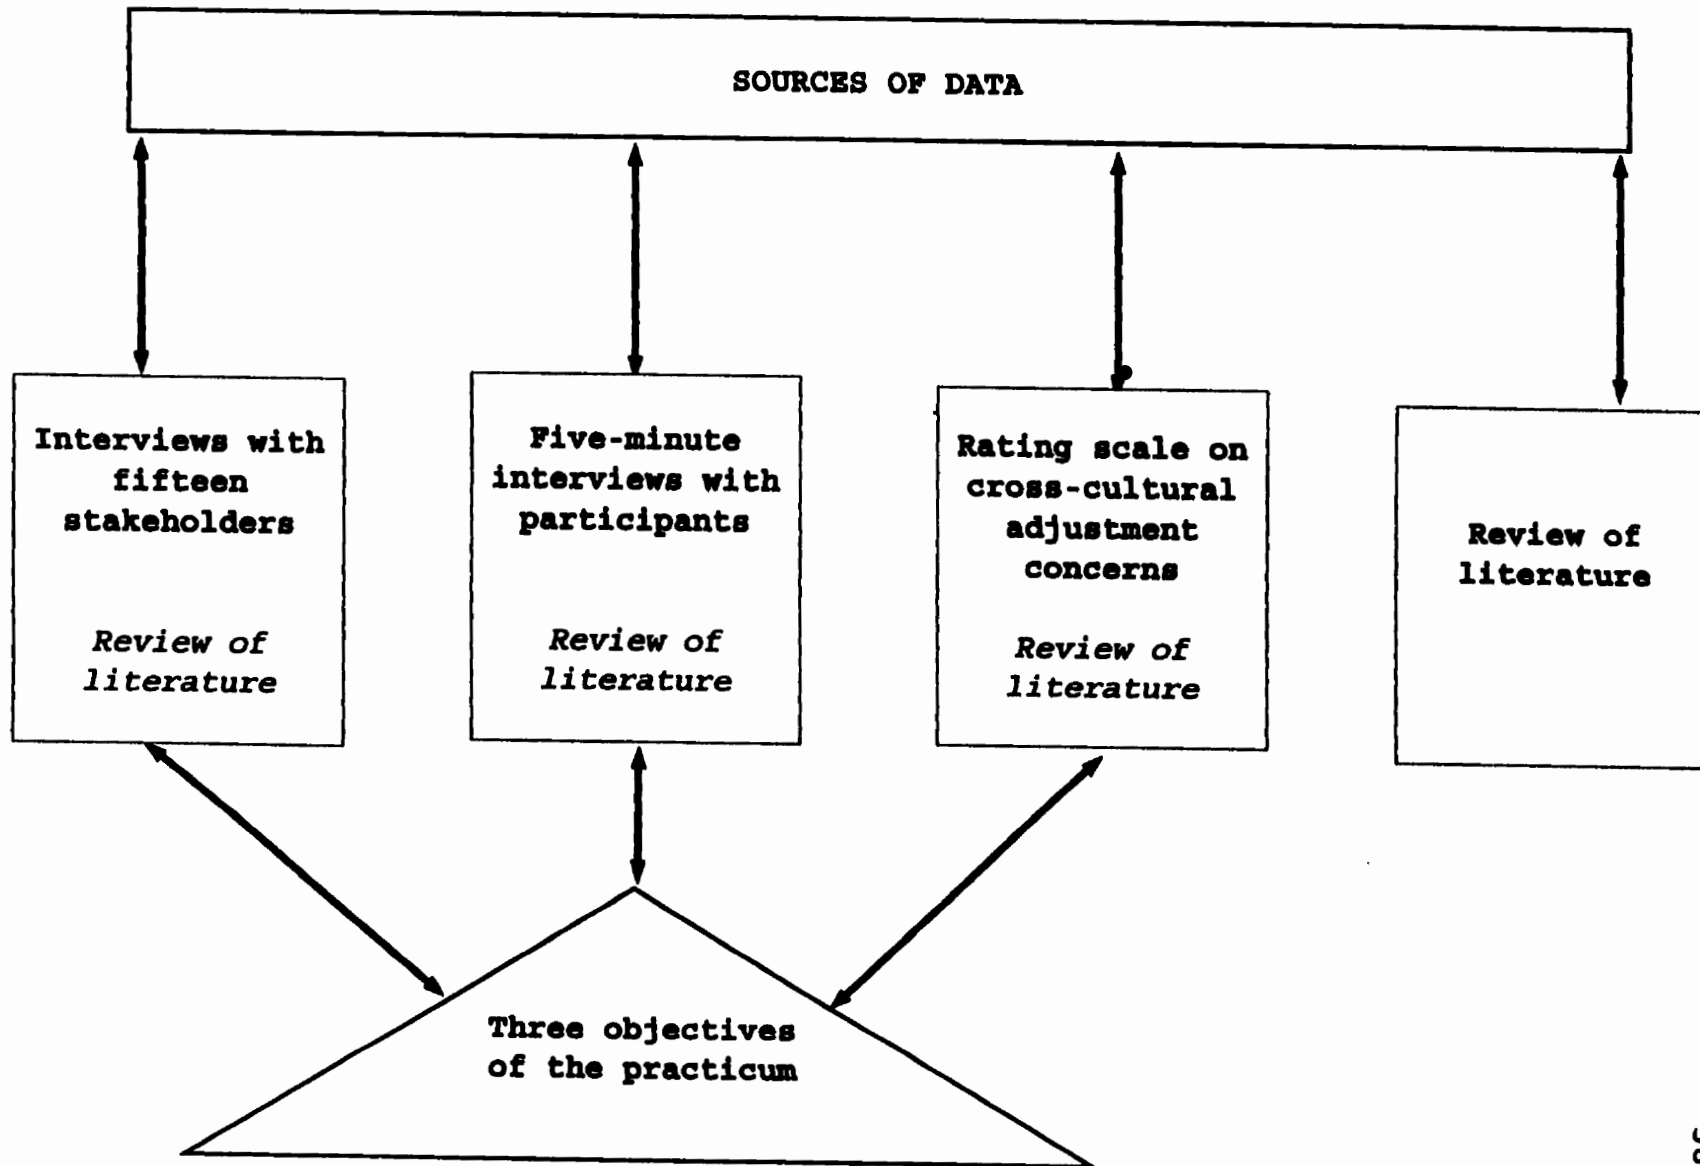 SOURCES OF DATA
Interviews with
fifteen
stakeholders
Review of
literature
Five-minute
interviews with
participants
Review of
literature
Rating scale on
cross-cultural
adjustment
concerns
Review of
literature
Review of
literature
Three objectives
of the practicum